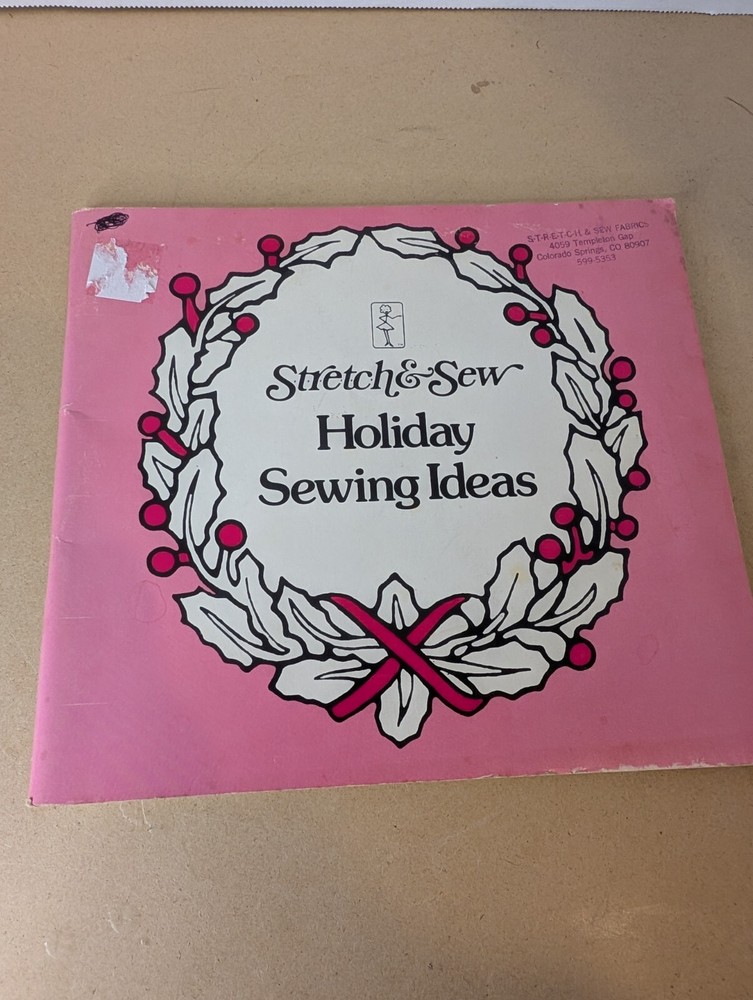 S-T-R-E-T-C-H & SEW FABRICS
4059 Templeton Gap
Colorado Springs, CO 80907
599-5353
Stretch & Sew
Holiday
Sewing Ideas